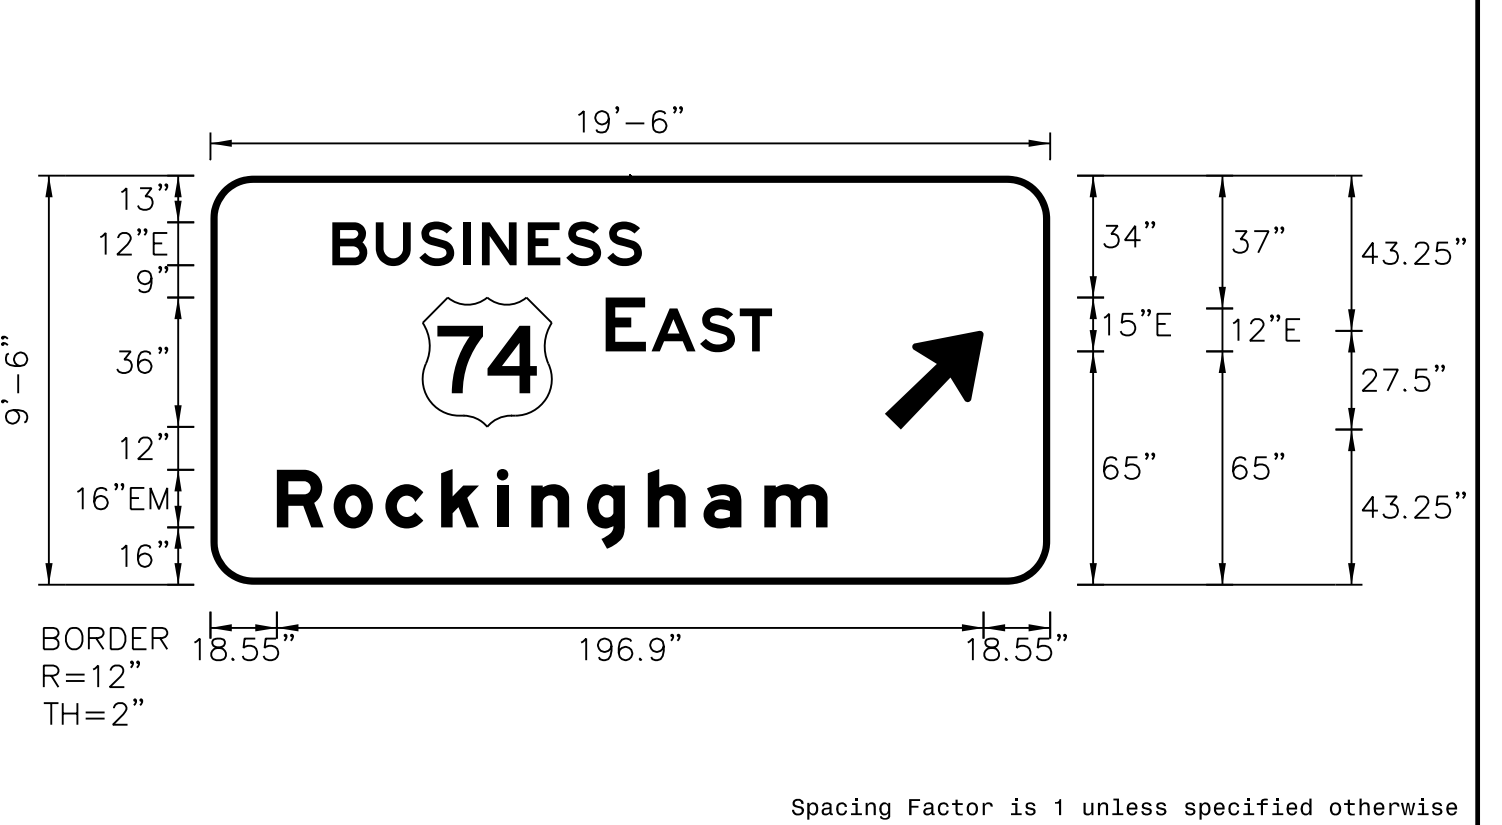 19'-6"
13"
12"E
9"
36"
12"
16"EM
16"
9'-6"
BUSINESS
74
EAST
Rockingham
34"
15"E
65"
37"
12"E
65"
43.25"
27.5"
43.25"
18.55"
196.9"
18.55"
BORDER
R=12"
TH=2"
Spacing Factor is 1 unless specified otherwise